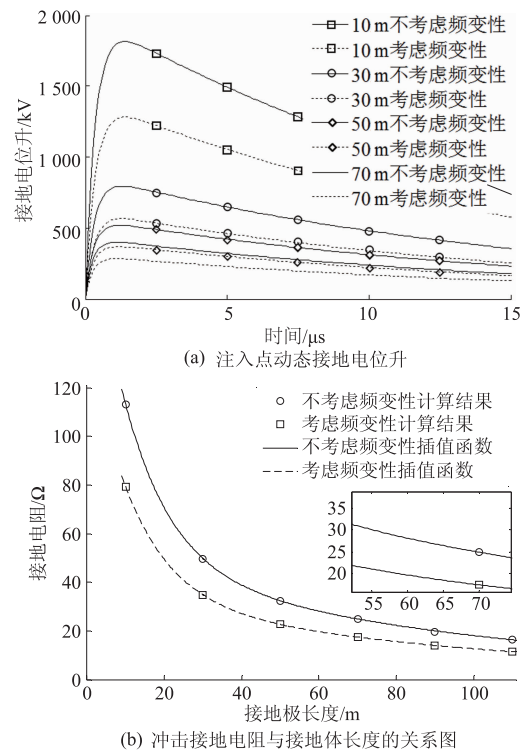 2 000
1 500
1 000
500
0
接地电位升/kV
10 m不考虑频变性
10 m考虑频变性
30 m不考虑频变性
30 m考虑频变性
50 m不考虑频变性
50 m考虑频变性
70 m不考虑频变性
70 m考虑频变性
0 5 10 15
时间/μs
(a) 注入点动态接地电位升
120
100
80
60
40
20
0
接地电阻/Ω
不考虑频变性计算结果
考虑频变性计算结果
不考虑频变性插值函数
考虑频变性插值函数
35
30
25
20
55 60 65 70
0 20 40 60 80 100
接地极长度/m
(b) 冲击接地电阻与接地体长度的关系图